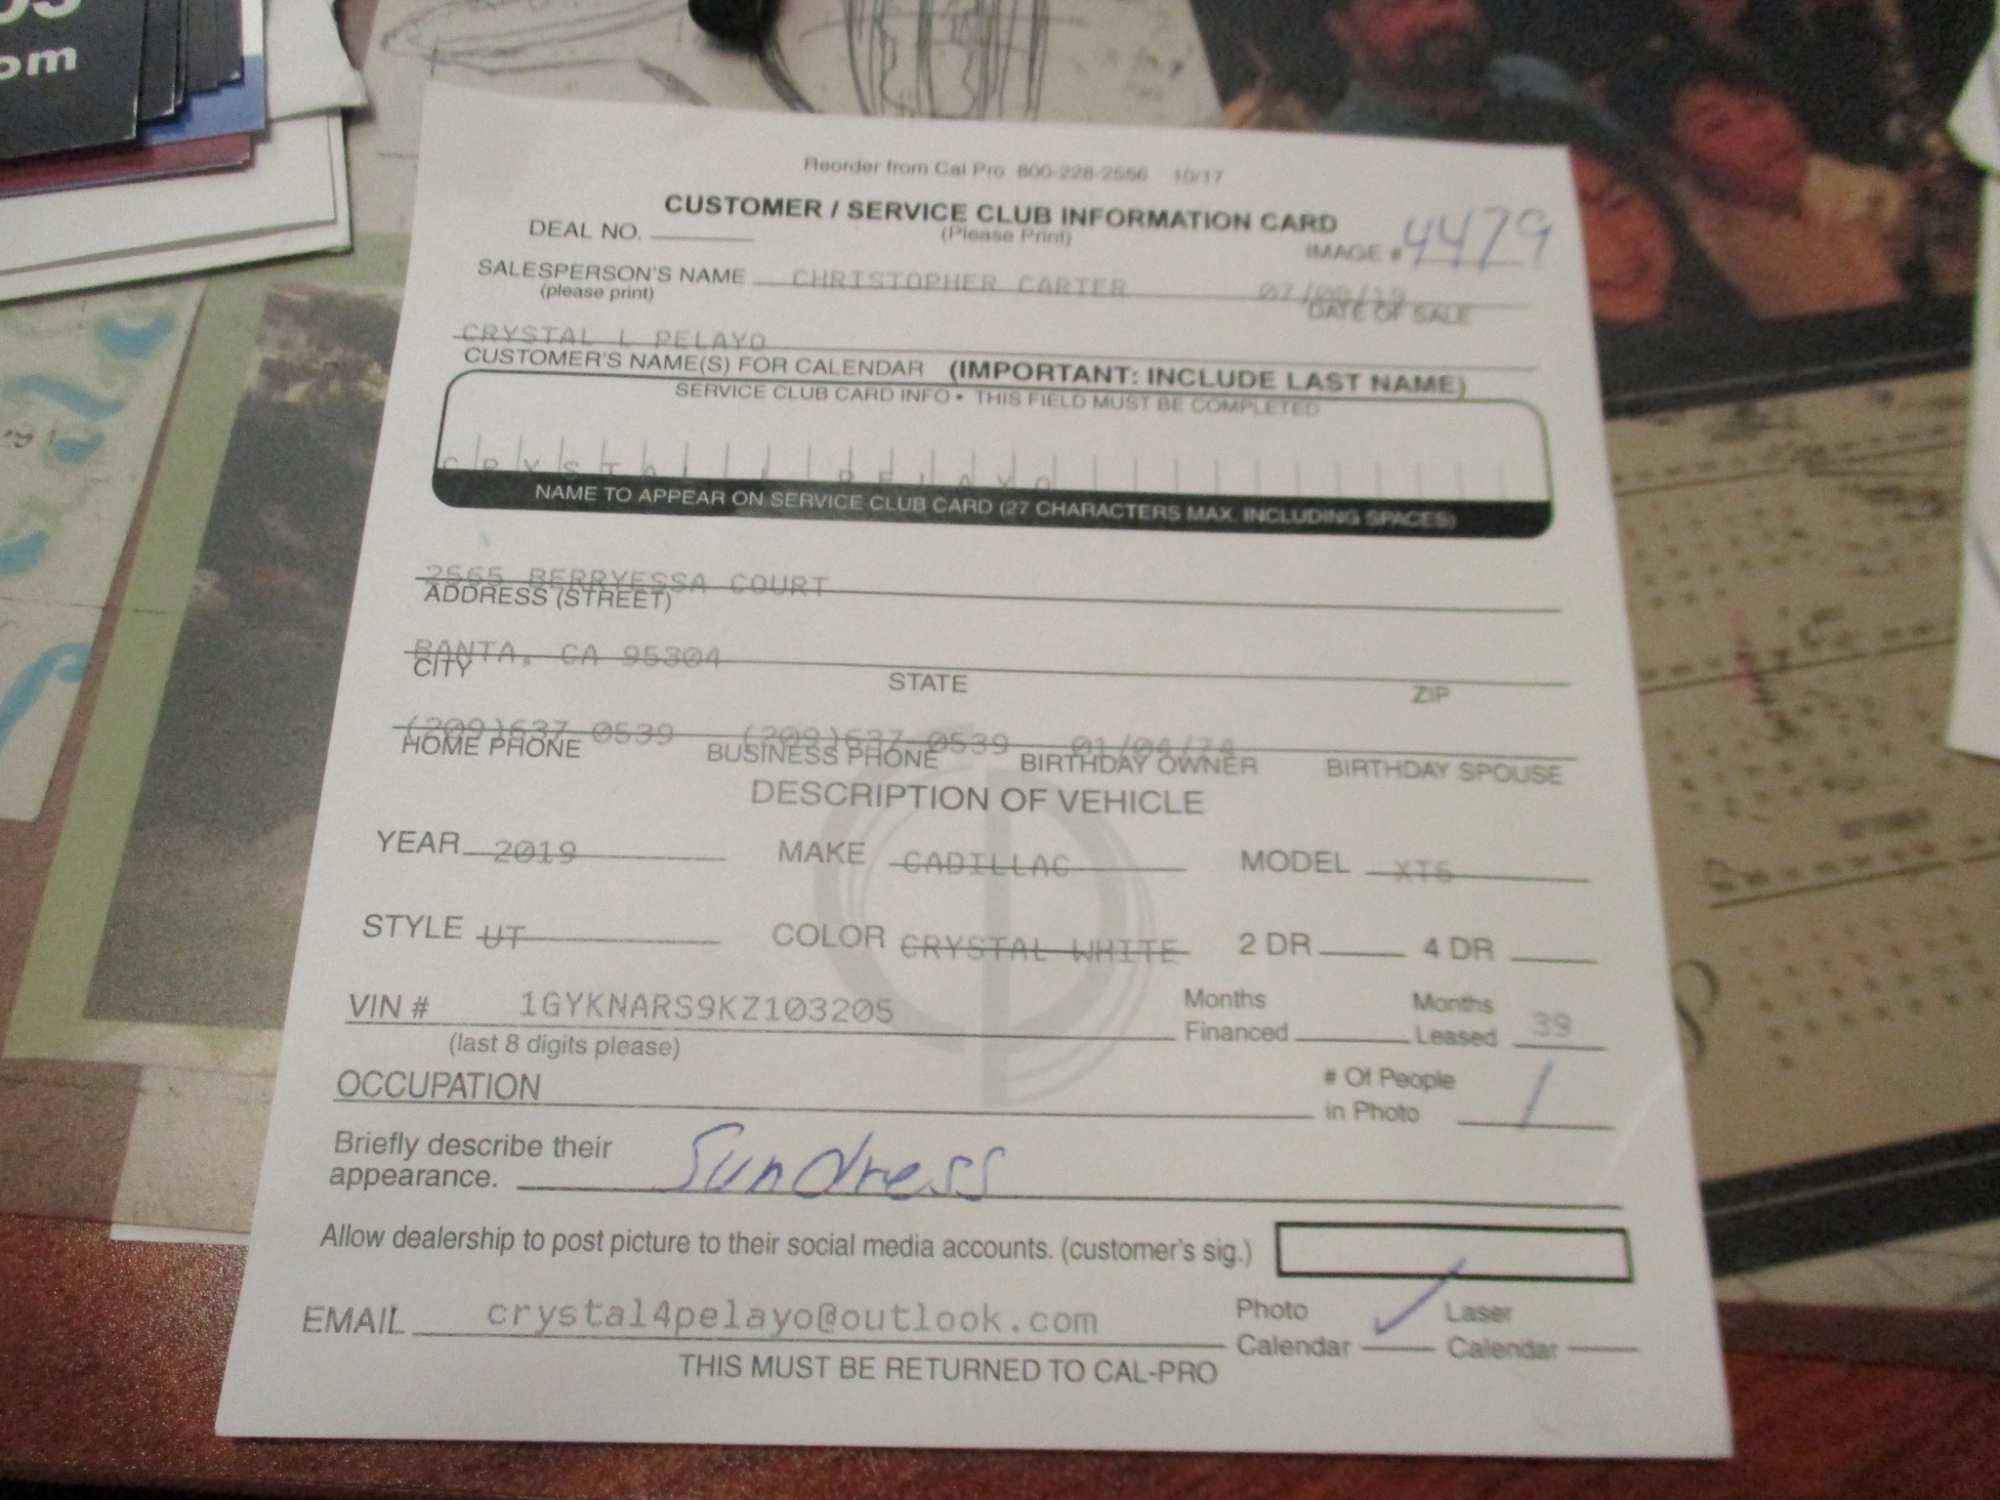 om
Reorder from Cal Pro 800-228-2556 10/17
CUSTOMER / SERVICE CLUB INFORMATION CARD
DEAL NO. (Please Print) IMAGE # 4479
SALESPERSON'S NAME CHRISTOPHER CARTER 07/08/19
(please print) DATE OF SALE
CRYSTAL L PELAYO
CUSTOMER'S NAME(S) FOR CALENDAR (IMPORTANT: INCLUDE LAST NAME)
SERVICE CLUB CARD INFO • THIS FIELD MUST BE COMPLETED
CRYSTAL L PELAYO
NAME TO APPEAR ON SERVICE CLUB CARD (27 CHARACTERS MAX. INCLUDING SPACES)
2565 BERRYESSA COURT
ADDRESS (STREET)
BANTA, CA 95304
CITY STATE ZIP
(209)637 0539 (209)637 0539 01/04/74
HOME PHONE BUSINESS PHONE BIRTHDAY OWNER BIRTHDAY SPOUSE
DESCRIPTION OF VEHICLE
YEAR 2019 MAKE CADILLAC MODEL
STYLE UT COLOR CRYSTAL WHITE 2 DR 4 DR
VIN # 1GYKNARS9KZ103205 Months Financed Months Leased 39
(last 8 digits please)
OCCUPATION # Of People in Photo 1
Briefly describe their
appearance. Sundress
Allow dealership to post picture to their social media accounts. (customer's sig.)
EMAIL crystal4pelayo@outlook.com Photo Calendar ✓ Laser Calendar
THIS MUST BE RETURNED TO CAL-PRO